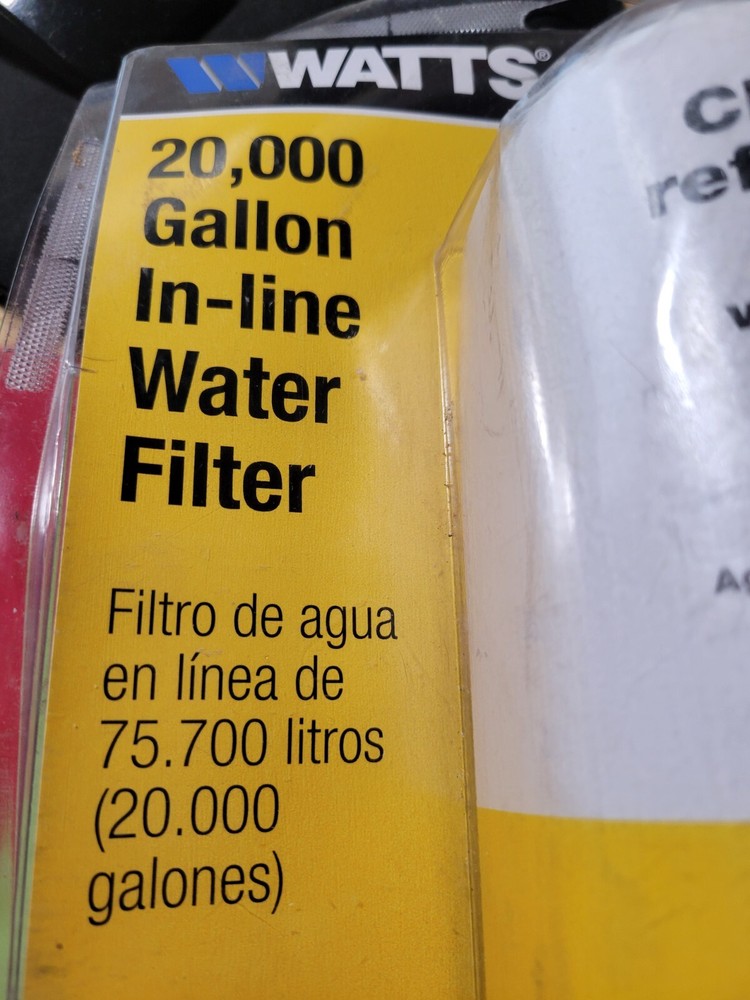 WATTS®
20,000
Gallon
In-line
Water
Filter
Filtro de agua
en línea de
75.700 litros
(20.000
galones)